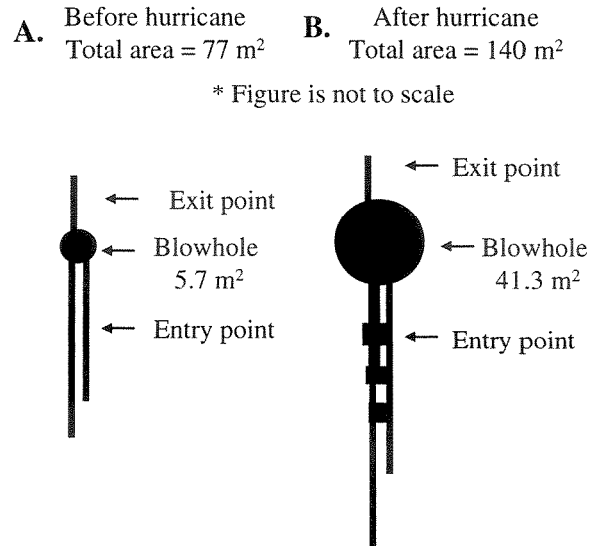 A. Before hurricane
Total area = 77 m²
B. After hurricane
Total area = 140 m²
* Figure is not to scale
Exit point
Blowhole
5.7 m²
Entry point
Exit point
Blowhole
41.3 m²
Entry point